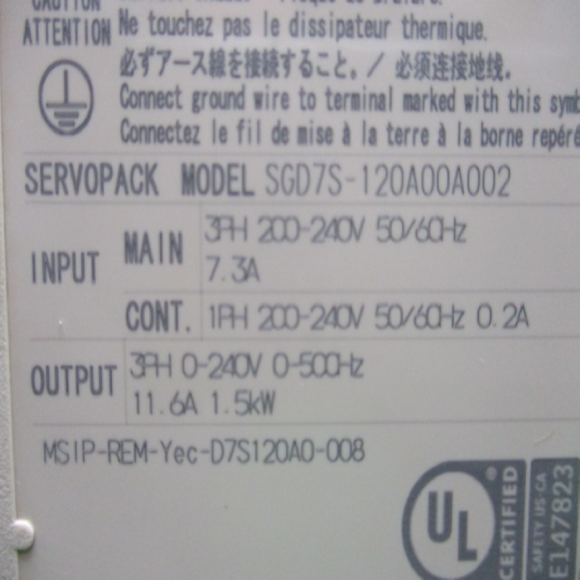 CAUTION
ATTENTION
Ne touchez pas le dissipateur thermique.
必ずアース線を接続すること。/ 必须连接地线.
Connect ground wire to terminal marked with this symb
Connectez le fil de mise à la terre à la borne repére
SERVOPACK MODEL SGD7S-120A00A002
INPUT MAIN 3PH 200-240V 50/60Hz
7.3A
CONT. 1PH 200-240V 50/60Hz 0.2A
OUTPUT 3PH 0-240V 0-500Hz
11.6A 1.5kW
MSIP-REM-Yec-D7S120A0-008
UL
CERTIFIED
SAFETY US-CA
E147823